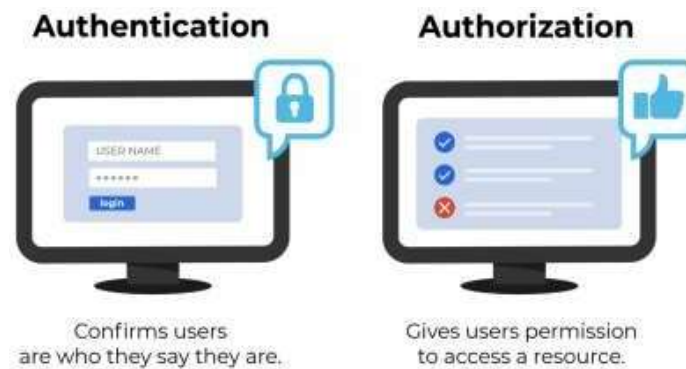 Authentication
USER NAME
******
login
Confirms users
are who they say they are.
Authorization
Gives users permission
to access a resource.